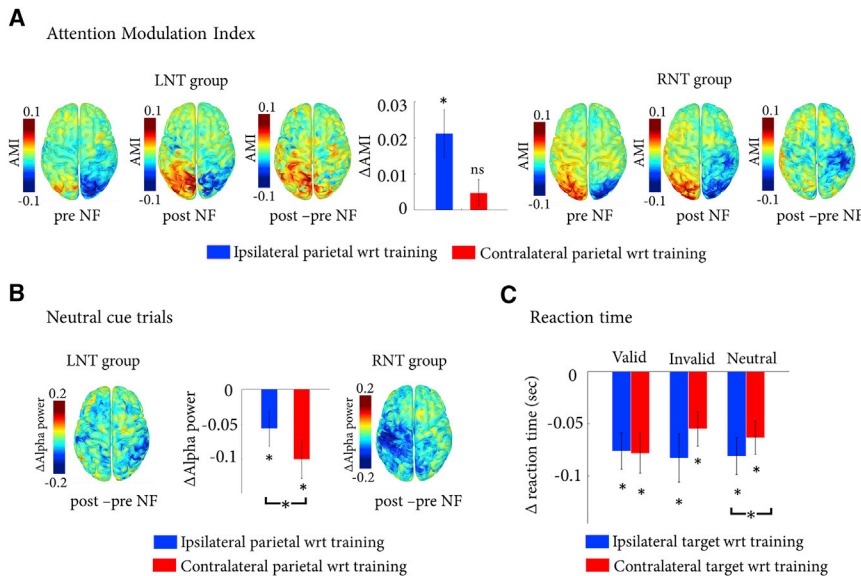 A
Attention Modulation Index
LNT group
RNT group
0.1
AMI
-0.1
pre NF
0.1
AMI
-0.1
post NF
0.1
AMI
-0.1
post –pre NF
ΔAMI
0.03
0.02
0.01
0
*
ns
0.1
AMI
-0.1
pre NF
0.1
AMI
-0.1
post NF
0.1
AMI
-0.1
post –pre NF
Ipsilateral parietal wrt training
Contralateral parietal wrt training
B
Neutral cue trials
LNT group
0.2
ΔAlpha power
-0.2
post –pre NF
ΔAlpha power
0
-0.05
-0.1
*
*
*
RNT group
0.2
ΔAlpha power
-0.2
post –pre NF
Ipsilateral parietal wrt training
Contralateral parietal wrt training
C
Reaction time
Valid Invalid Neutral
Δ reaction time (sec)
0
-0.05
-0.1
* * * * * *
*
Ipsilateral target wrt training
Contralateral target wrt training